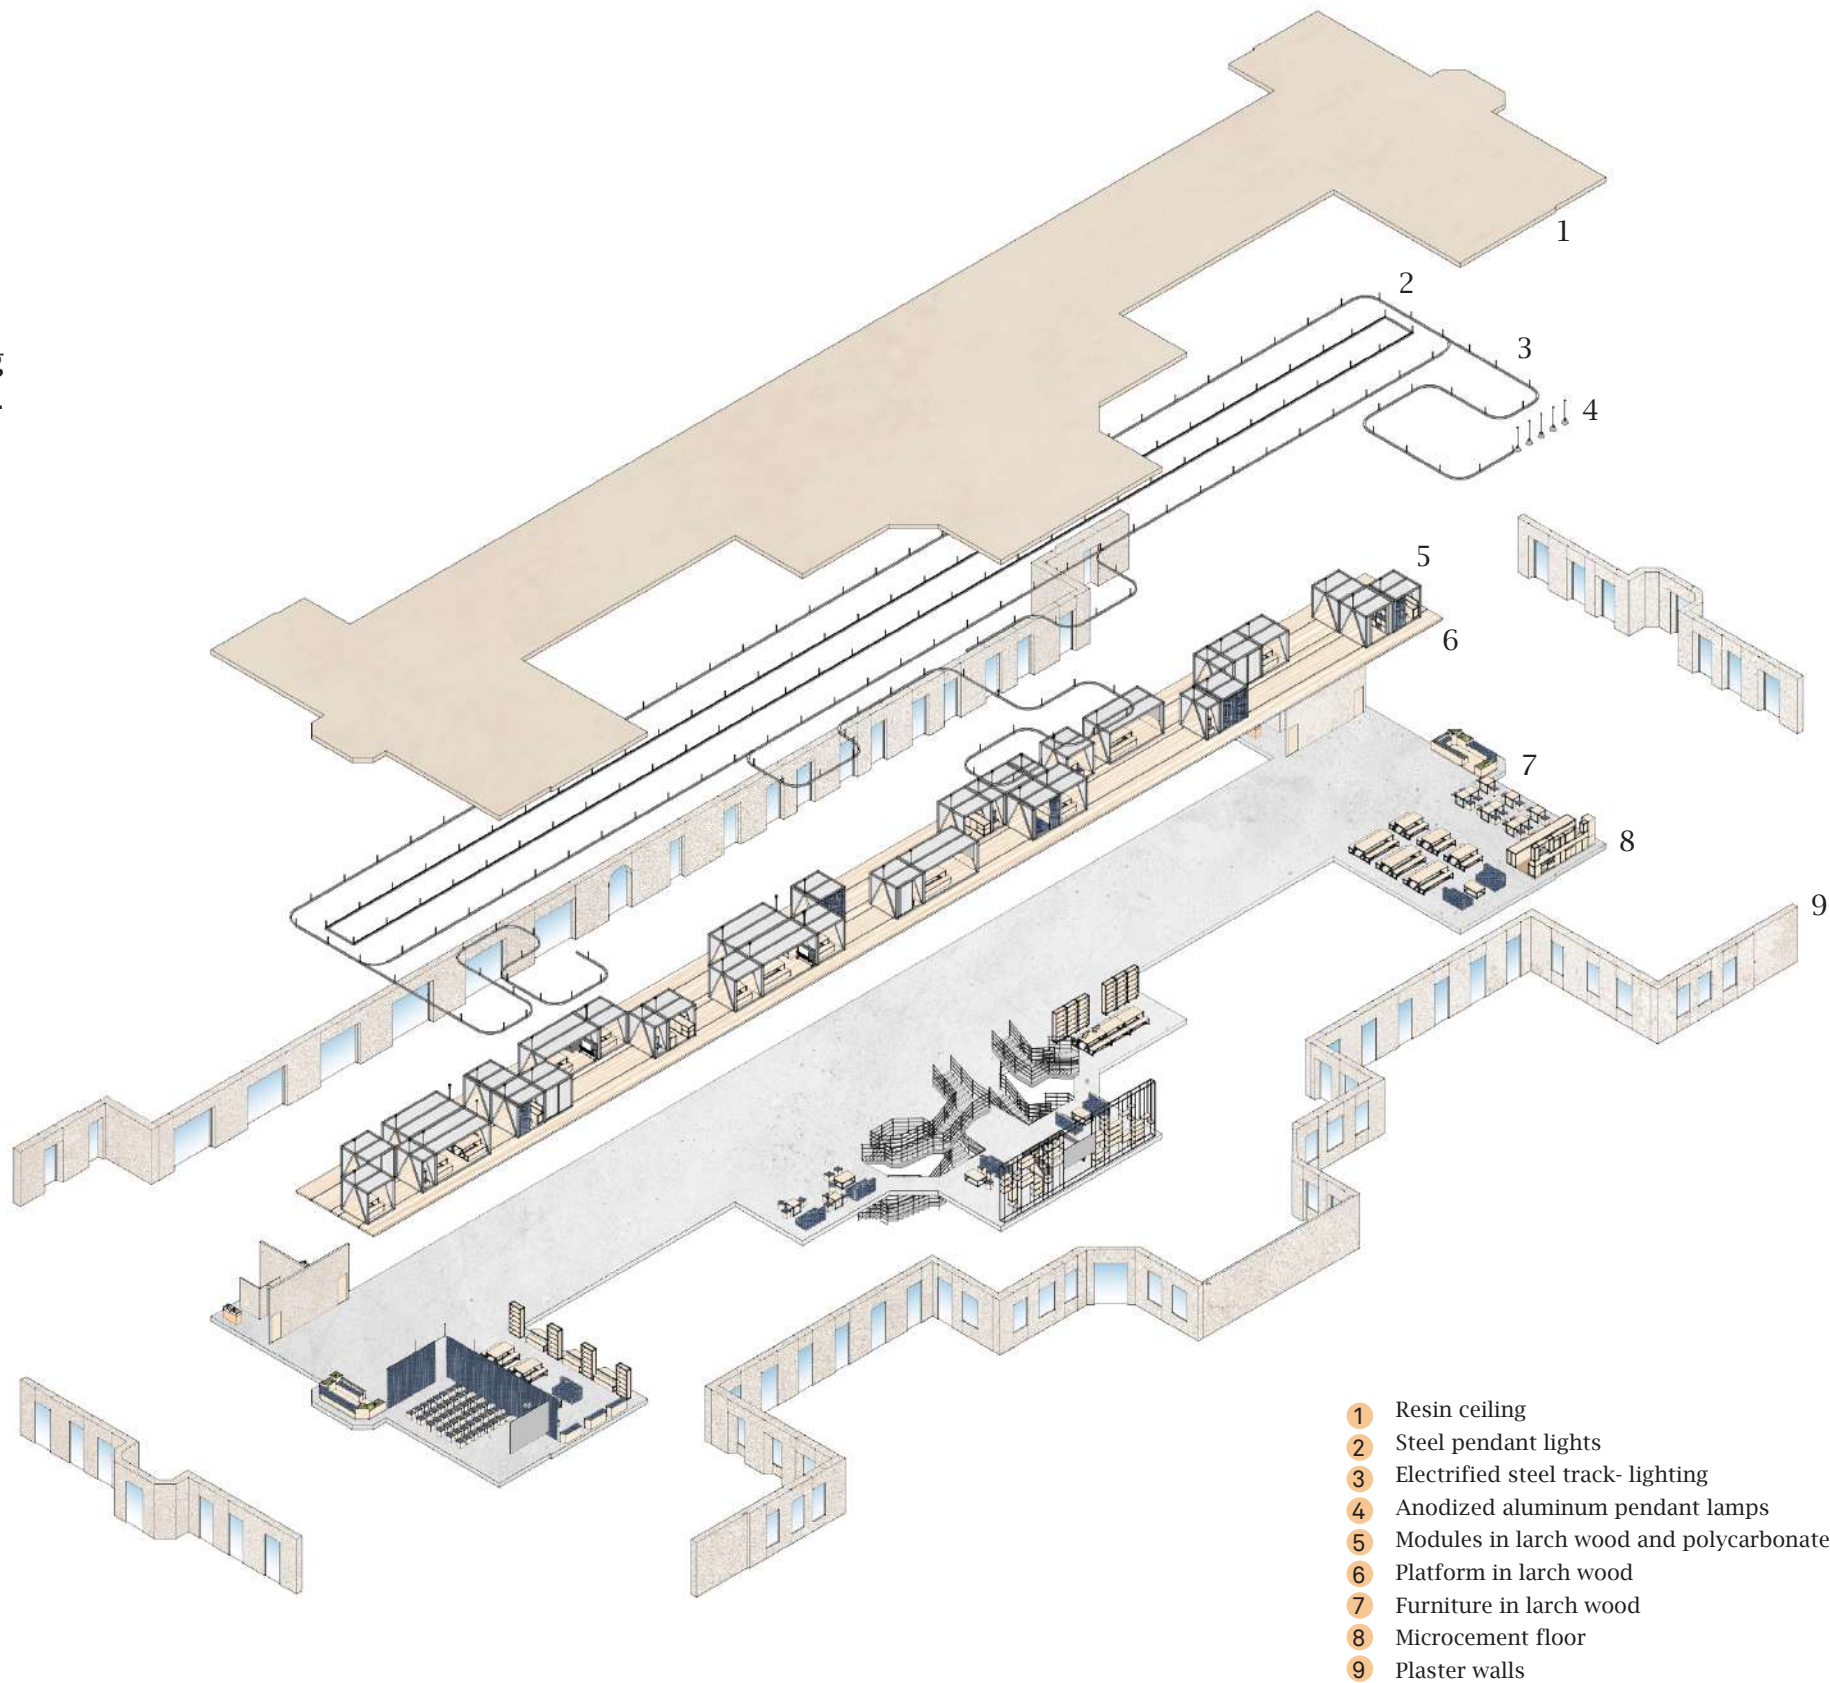 1
2
3
4
5
6
7
8
9
1 Resin ceiling
2 Steel pendant lights
3 Electrified steel track- lighting
4 Anodized aluminum pendant lamps
5 Modules in larch wood and polycarbonate
6 Platform in larch wood
7 Furniture in larch wood
8 Microcement floor
9 Plaster walls